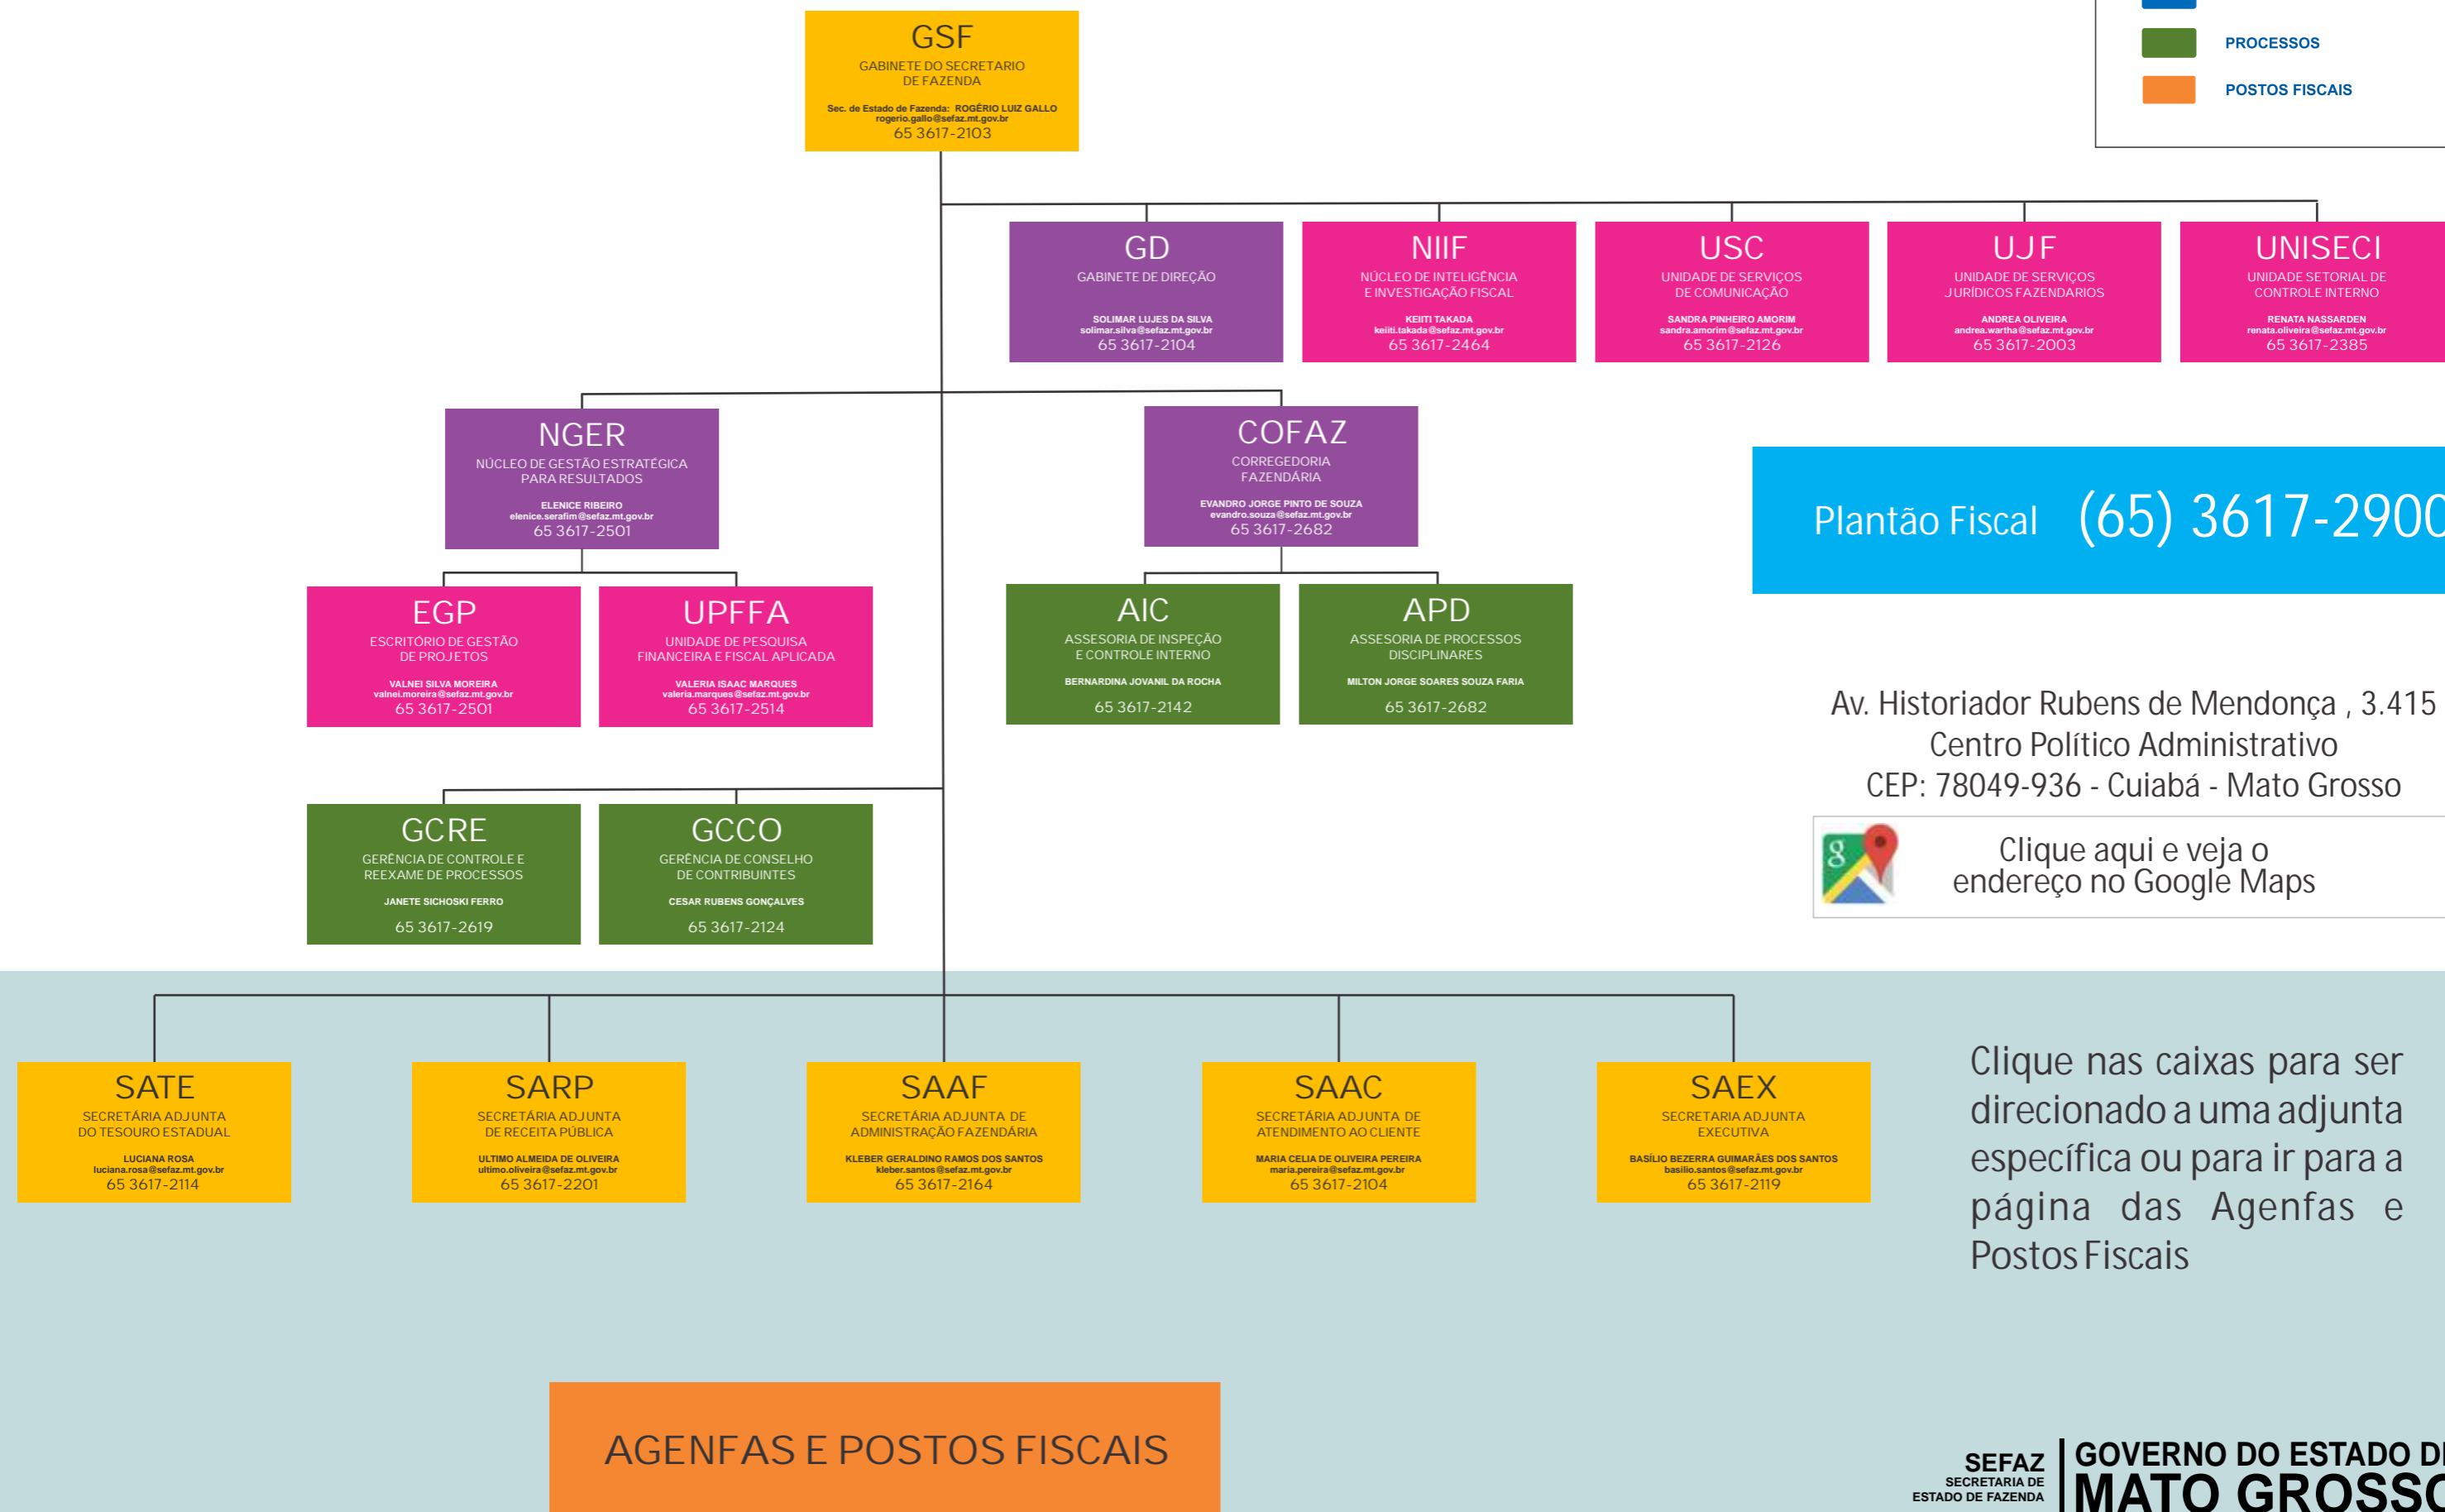 GSF
GABINETE DO SECRETARIO
DE FAZENDA
Sec. de Estado de Fazenda: ROGÉRIO LUIZ GALLO
rogerio.gallo@sefaz.mt.gov.br
65 3617-2103
PROCESSOS
POSTOS FISCAIS
GD
GABINETE DE DIREÇÃO
SOLIMAR LUJES DA SILVA
solimar.silva@sefaz.mt.gov.br
65 3617-2104
NIIF
NÚCLEO DE INTELIGÊNCIA
E INVESTIGAÇÃO FISCAL
KEIITI TAKADA
keiiti.takada@sefaz.mt.gov.br
65 3617-2464
USC
UNIDADE DE SERVIÇOS
DE COMUNICAÇÃO
SANDRA PINHEIRO AMORIM
sandra.amorim@sefaz.mt.gov.br
65 3617-2126
UJF
UNIDADE DE SERVIÇOS
JURÍDICOS FAZENDARIOS
ANDREA OLIVEIRA
andrea.wartha@sefaz.mt.gov.br
65 3617-2003
UNISECI
UNIDADE SETORIAL DE
CONTROLE INTERNO
RENATA NASSARDEN
renata.oliveira@sefaz.mt.gov.br
65 3617-2385
NGER
NÚCLEO DE GESTÃO ESTRATÉGICA
PARA RESULTADOS
ELENICE RIBEIRO
elenice.serafim@sefaz.mt.gov.br
65 3617-2501
COFAZ
CORREGEDORIA
FAZENDÁRIA
EVANDRO JORGE PINTO DE SOUZA
evandro.souza@sefaz.mt.gov.br
65 3617-2682
Plantão Fiscal (65) 3617-2900
EGP
ESCRITÓRIO DE GESTÃO
DE PROJETOS
VALNEI SILVA MOREIRA
valnei.moreira@sefaz.mt.gov.br
65 3617-2501
UPFFA
UNIDADE DE PESQUISA
FINANCEIRA E FISCAL APLICADA
VALERIA ISAAC MARQUES
valeria.marques@sefaz.mt.gov.br
65 3617-2514
AIC
ASSESORIA DE INSPEÇÃO
E CONTROLE INTERNO
BERNARDINA JOVANIL DA ROCHA
65 3617-2142
APD
ASSESORIA DE PROCESSOS
DISCIPLINARES
MILTON JORGE SOARES SOUZA FARIA
65 3617-2682
Av. Historiador Rubens de Mendonça , 3.415
Centro Político Administrativo
CEP: 78049-936 - Cuiabá - Mato Grosso
g
Clique aqui e veja o
endereço no Google Maps
GCRE
GERÊNCIA DE CONTROLE E
REEXAME DE PROCESSOS
JANETE SICHOSKI FERRO
65 3617-2619
GCCO
GERÊNCIA DE CONSELHO
DE CONTRIBUINTES
CESAR RUBENS GONÇALVES
65 3617-2124
SATE
SECRETÁRIA ADJUNTA
DO TESOURO ESTADUAL
LUCIANA ROSA
luciana.rosa@sefaz.mt.gov.br
65 3617-2114
SARP
SECRETÁRIA ADJUNTA
DE RECEITA PÚBLICA
ULTIMO ALMEIDA DE OLIVEIRA
ultimo.oliveira@sefaz.mt.gov.br
65 3617-2201
SAAF
SECRETÁRIA ADJUNTA DE
ADMINISTRAÇÃO FAZENDÁRIA
KLEBER GERALDINO RAMOS DOS SANTOS
kleber.santos@sefaz.mt.gov.br
65 3617-2164
SAAC
SECRETÁRIA ADJUNTA DE
ATENDIMENTO AO CLIENTE
MARIA CELIA DE OLIVEIRA PEREIRA
maria.pereira@sefaz.mt.gov.br
65 3617-2104
SAEX
SECRETARIA ADJUNTA
EXECUTIVA
BASÍLIO BEZERRA GUIMARÃES DOS SANTOS
basilio.santos@sefaz.mt.gov.br
65 3617-2119
Clique nas caixas para ser
direcionado a uma adjunta
específica ou para ir para a
página das Agenfas e
Postos Fiscais
AGENFAS E POSTOS FISCAIS
SEFAZ
SECRETARIA DE
ESTADO DE FAZENDA
GOVERNO DO ESTADO DE
MATO GROSSO